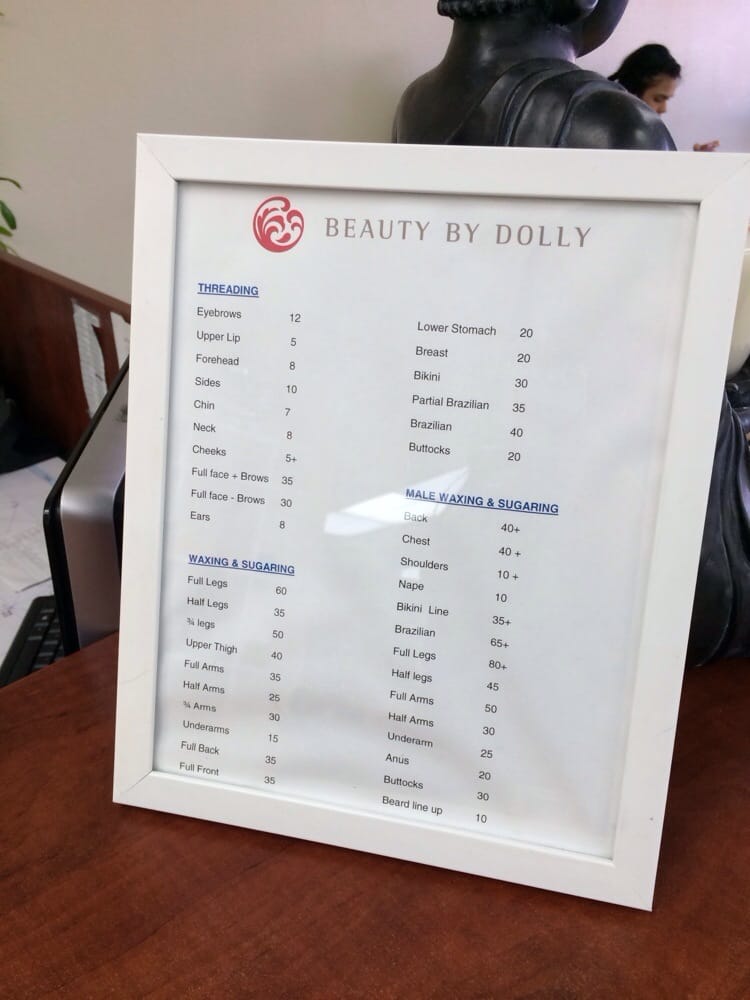 BEAUTY BY DOLLY
THREADING
Eyebrows 12
Upper Lip 5
Forehead 8
Sides 10
Chin 7
Neck 8
Cheeks 5+
Full face + Brows 35
Full face - Brows 30
Ears 8
WAXING & SUGARING
Full Legs 60
Half Legs 35
¾ legs 50
Upper Thigh 40
Full Arms 35
Half Arms 25
¾ Arms 30
Underarms 15
Full Back 35
Full Front 35
Lower Stomach 20
Breast 20
Bikini 30
Partial Brazilian 35
Brazilian 40
Buttocks 20
MALE WAXING & SUGARING
Back 40+
Chest 40 +
Shoulders 10 +
Nape 10
Bikini Line 35+
Brazilian 65+
Full Legs 80+
Half legs 45
Full Arms 50
Half Arms 30
Underarm 25
Anus 20
Buttocks 30
Beard line up 10